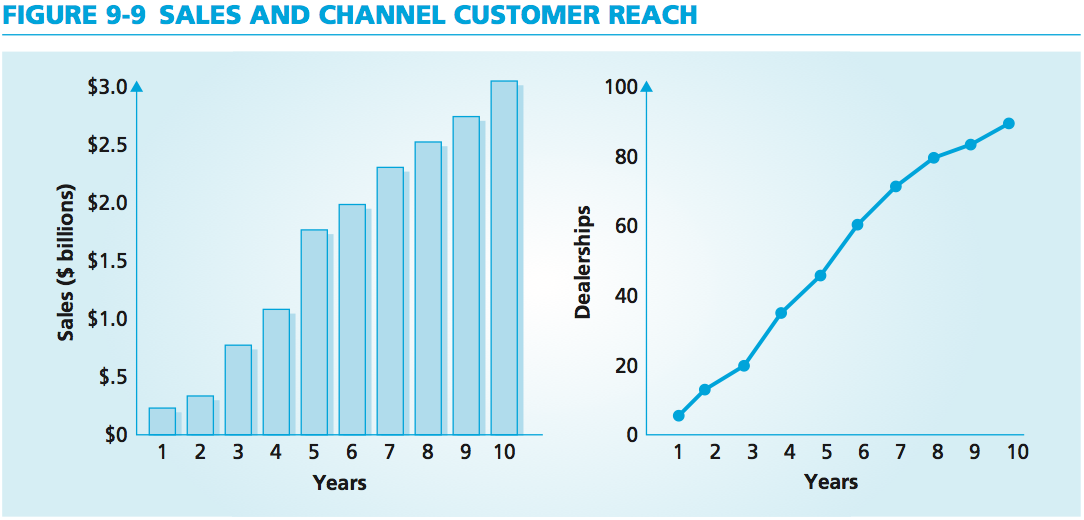 FIGURE 9-9 SALES AND CHANNEL CUSTOMER REACH
Sales ($ billions)
$3.0
$2.5
$2.0
$1.5
$1.0
$.5
$0
1 2 3 4 5 6 7 8 9 10
Years
Dealerships
100
80
60
40
20
0
1 2 3 4 5 6 7 8 9 10
Years